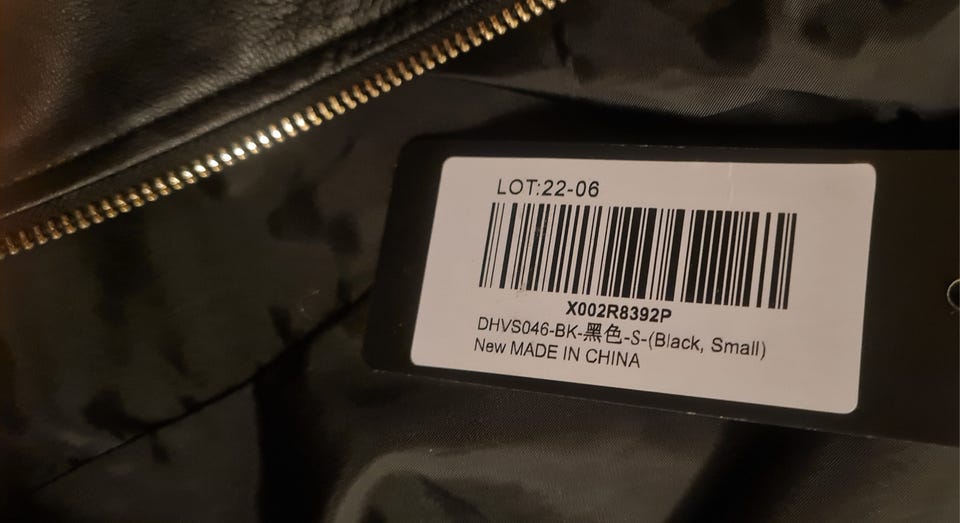 LOT:22-06
X002R8392P
DHVS046-BK-黑色-S-(Black, Small)
New MADE IN CHINA